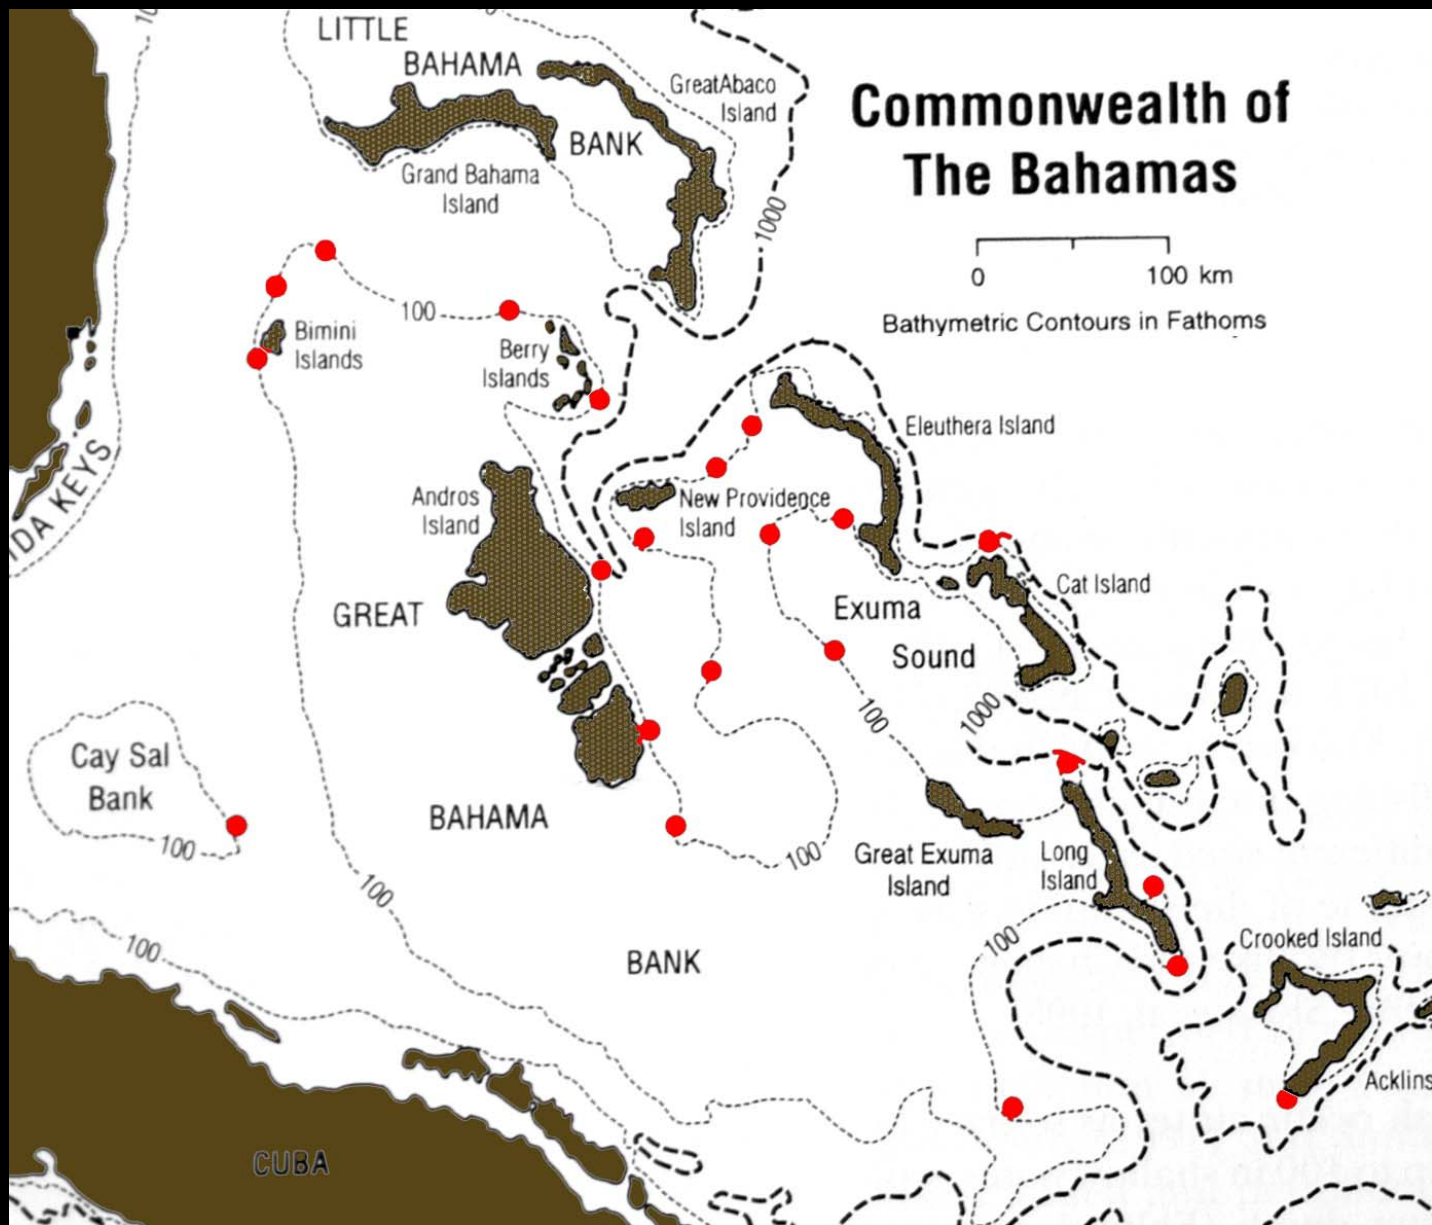 LITTLE
BAHAMA
BANK
GreatAbaco
Island
Grand Bahama
Island
Commonwealth of
The Bahamas
0 100 km
Bathymetric Contours in Fathoms
1000
100
Bimini
Islands
Berry
Islands
Eleuthera Island
IDA KEYS
Andros
Island
New Providence
Island
Cat Island
GREAT
Exuma
Sound
100
1000
Cay Sal
Bank
100
BAHAMA
100
Great Exuma
Island
Long
Island
100
100
100
BANK
Crooked Island
Acklins
CUBA